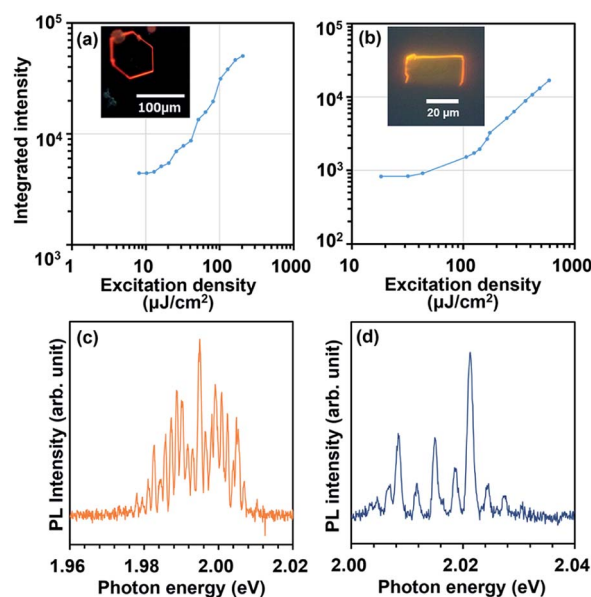 (a)
100μm
Integrated intensity
10⁵
10⁴
10³
1
10
100
1000
Excitation density
(μJ/cm²)
(b)
20 μm
10⁵
10⁴
10³
10²
10
100
1000
Excitation density
(μJ/cm²)
(c)
PL Intensity (arb. unit)
1.96
1.98
2.00
2.02
Photon energy (eV)
(d)
PL Intensity (arb. unit)
2.00
2.02
2.04
Photon energy (eV)